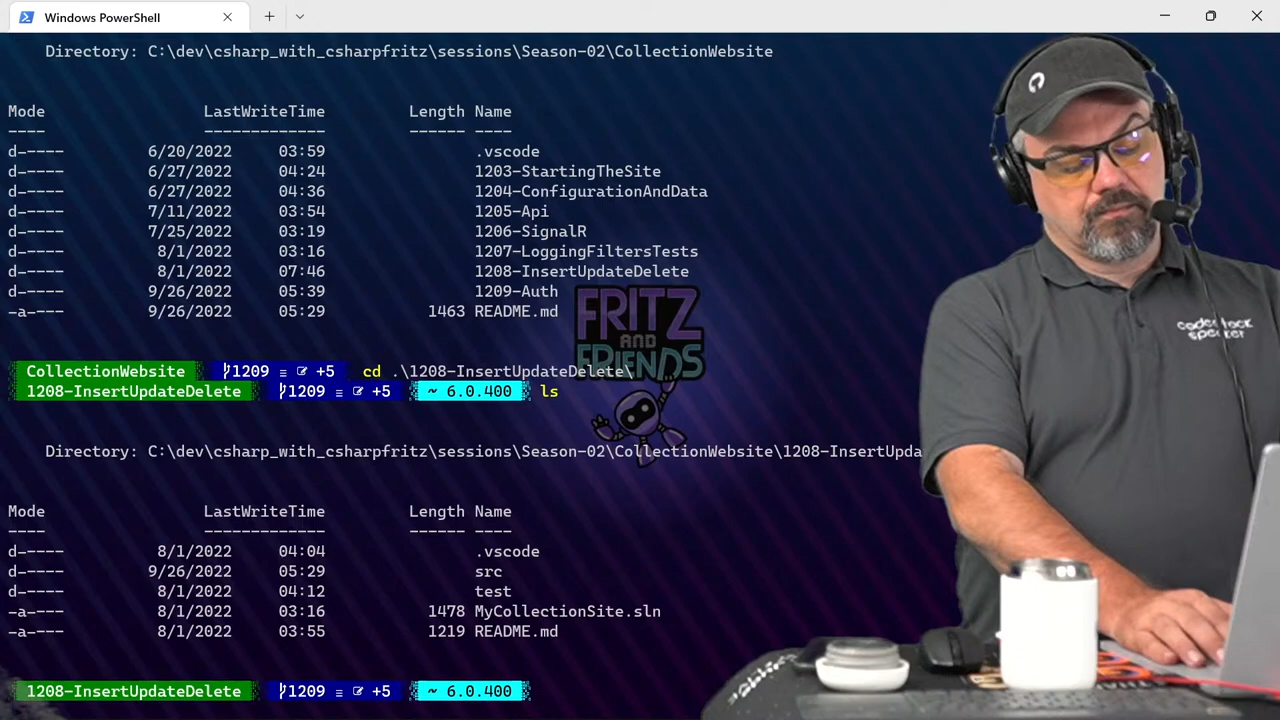 Windows PowerShell
Directory: C:\dev\csharp_with_csharpfritz\sessions\Season-02\CollectionWebsite
Mode LastWriteTime Length Name
---- ------------- ------ ----
d----- 6/20/2022 03:59 .vscode
d----- 6/27/2022 04:24 1203-StartingTheSite
d----- 6/27/2022 04:36 1204-ConfigurationAndData
d----- 7/11/2022 03:54 1205-Api
d----- 7/25/2022 03:19 1206-SignalR
d----- 8/1/2022 03:16 1207-LoggingFiltersTests
d----- 8/1/2022 07:46 1208-InsertUpdateDelete
d----- 9/26/2022 05:39 1209-Auth
-a---- 9/26/2022 05:29 1463 README.md
FRITZ
AND
FRIENDS
CollectionWebsite 1209 ≡ +5 cd .\1208-InsertUpdateDelete\
1208-InsertUpdateDelete 1209 ≡ +5 ~ 6.0.400 ls
Directory: C:\dev\csharp_with_csharpfritz\sessions\Season-02\CollectionWebsite\1208-InsertUpda
Mode LastWriteTime Length Name
---- ------------- ------ ----
d----- 8/1/2022 04:04 .vscode
d----- 9/26/2022 05:29 src
d----- 8/1/2022 04:12 test
-a---- 8/1/2022 03:16 1478 MyCollectionSite.sln
-a---- 8/1/2022 03:55 1219 README.md
1208-InsertUpdateDelete 1209 ≡ +5 ~ 6.0.400
speaker